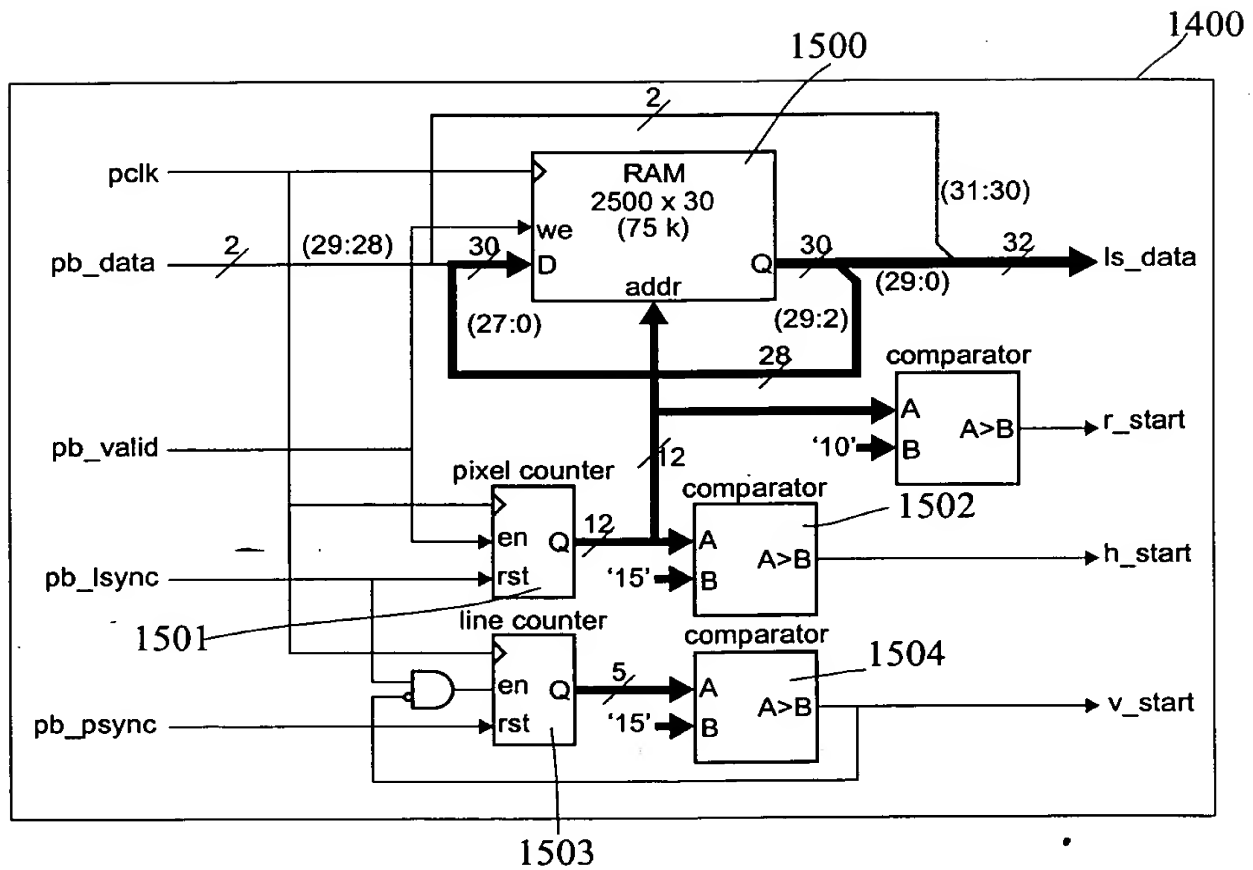 1400
1500
2
pclk
RAM
2500 x 30
(75 k)
(31:30)
we
pb_data
2
(29:28)
30
D
Q
30
32
ls_data
addr
(29:0)
(27:0)
(29:2)
28
comparator
A
A>B
r_start
'10'
B
pb_valid
12
pixel counter
comparator
1502
en
Q
12
A
A>B
h_start
pb_lsync
rst
'15'
B
1501
line counter
comparator
1504
en
Q
5
A
A>B
v_start
pb_psync
rst
'15'
B
1503